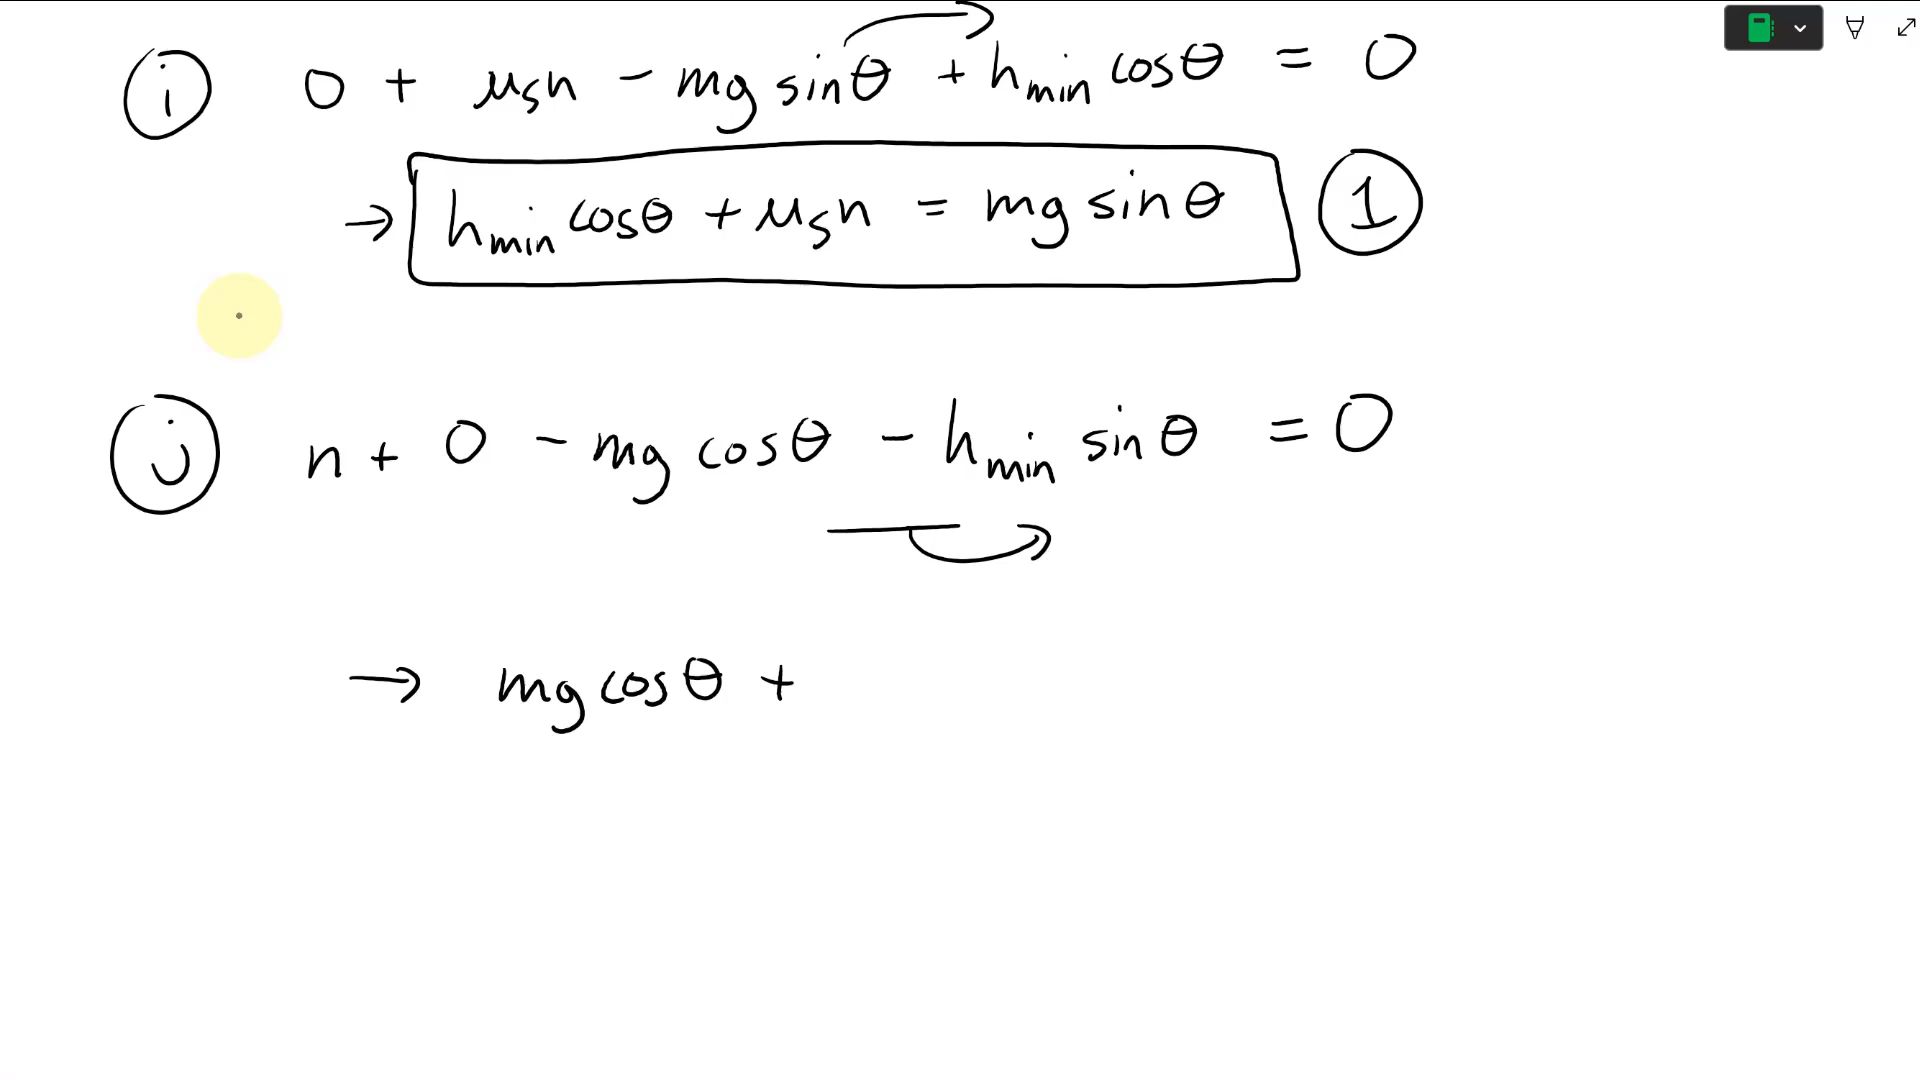 i 0 + μₛn − mg sinθ + hₘᵢₙ cosθ = 0
→ hₘᵢₙ cosθ + μₛn = mg sinθ 1
j n + 0 − mg cosθ − hₘᵢₙ sinθ = 0
→ mg cosθ +